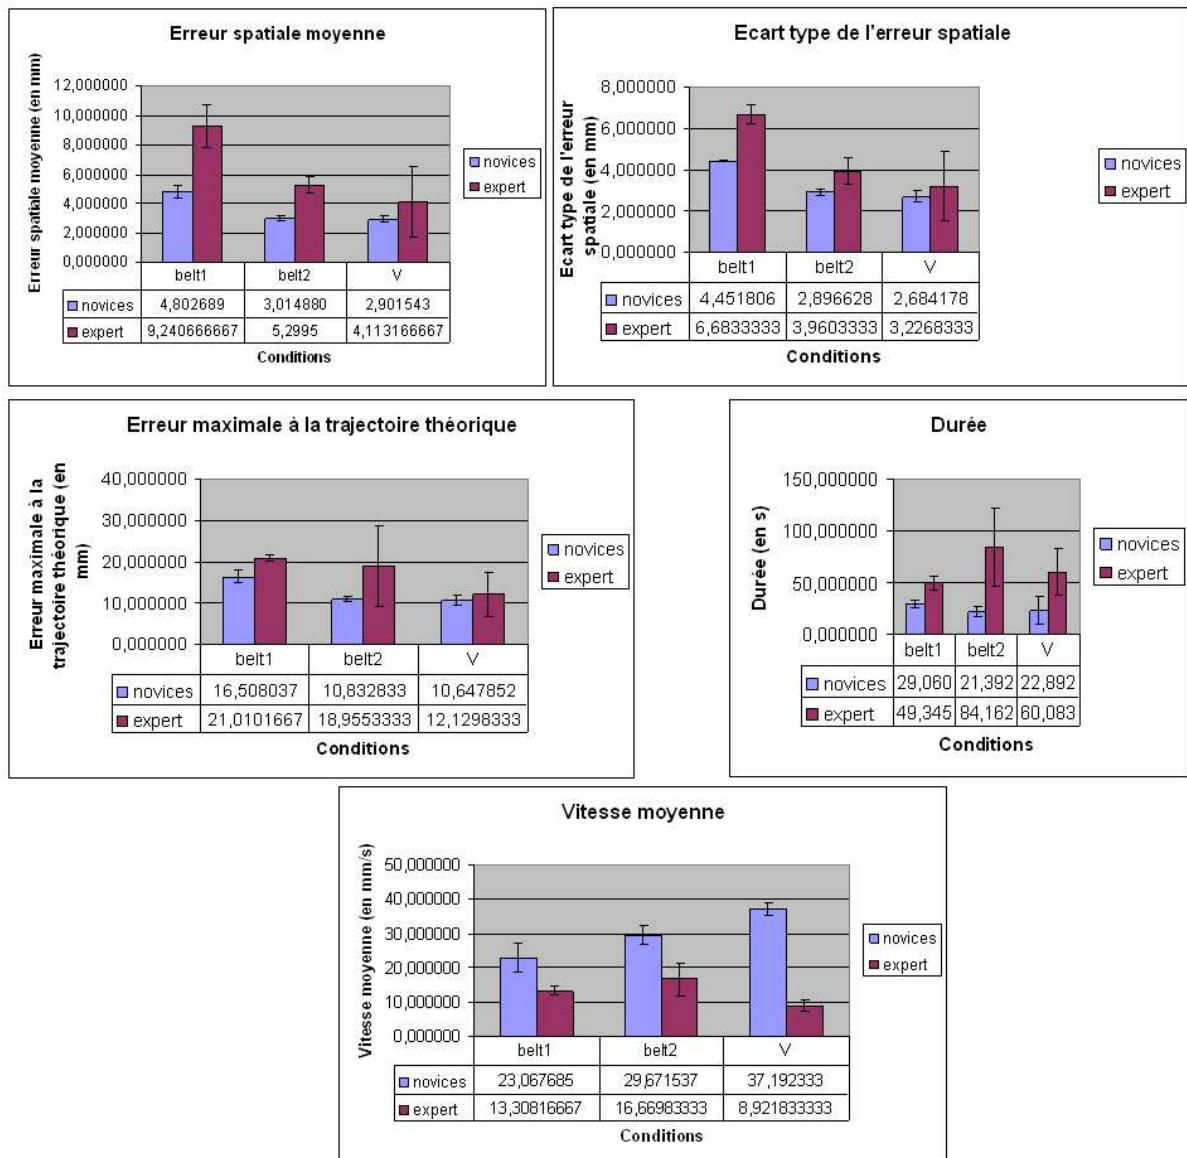 Erreur spatiale moyenne
Erreur spatiale moyenne (en mm)
12,000000
10,000000
8,000000
6,000000
4,000000
2,000000
0,000000
belt1 belt2 V
novices 4,802689 3,014880 2,901543
expert 9,240666667 5,2995 4,113166667
Conditions
novices
expert
Ecart type de l'erreur spatiale
Ecart type de l'erreur
spatiale (en mm)
8,000000
6,000000
4,000000
2,000000
0,000000
belt1 belt2 V
novices 4,451806 2,896628 2,684178
expert 6,6833333 3,9603333 3,2268333
Conditions
novices
expert
Erreur maximale à la trajectoire théorique
Erreur maximale à la
trajectoire théorique (en
mm)
40,000000
30,000000
20,000000
10,000000
0,000000
belt1 belt2 V
novices 16,508037 10,832833 10,647852
expert 21,0101667 18,9553333 12,1298333
Conditions
novices
expert
Durée
Durée (en s)
150,000000
100,000000
50,000000
0,000000
belt1 belt2 V
novices 29,060 21,392 22,892
expert 49,345 84,162 60,083
Conditions
novices
expert
Vitesse moyenne
Vitesse moyenne (en mm/s)
50,000000
40,000000
30,000000
20,000000
10,000000
0,000000
belt1 belt2 V
novices 23,067685 29,671537 37,192333
expert 13,30816667 16,66983333 8,921833333
Conditions
novices
expert